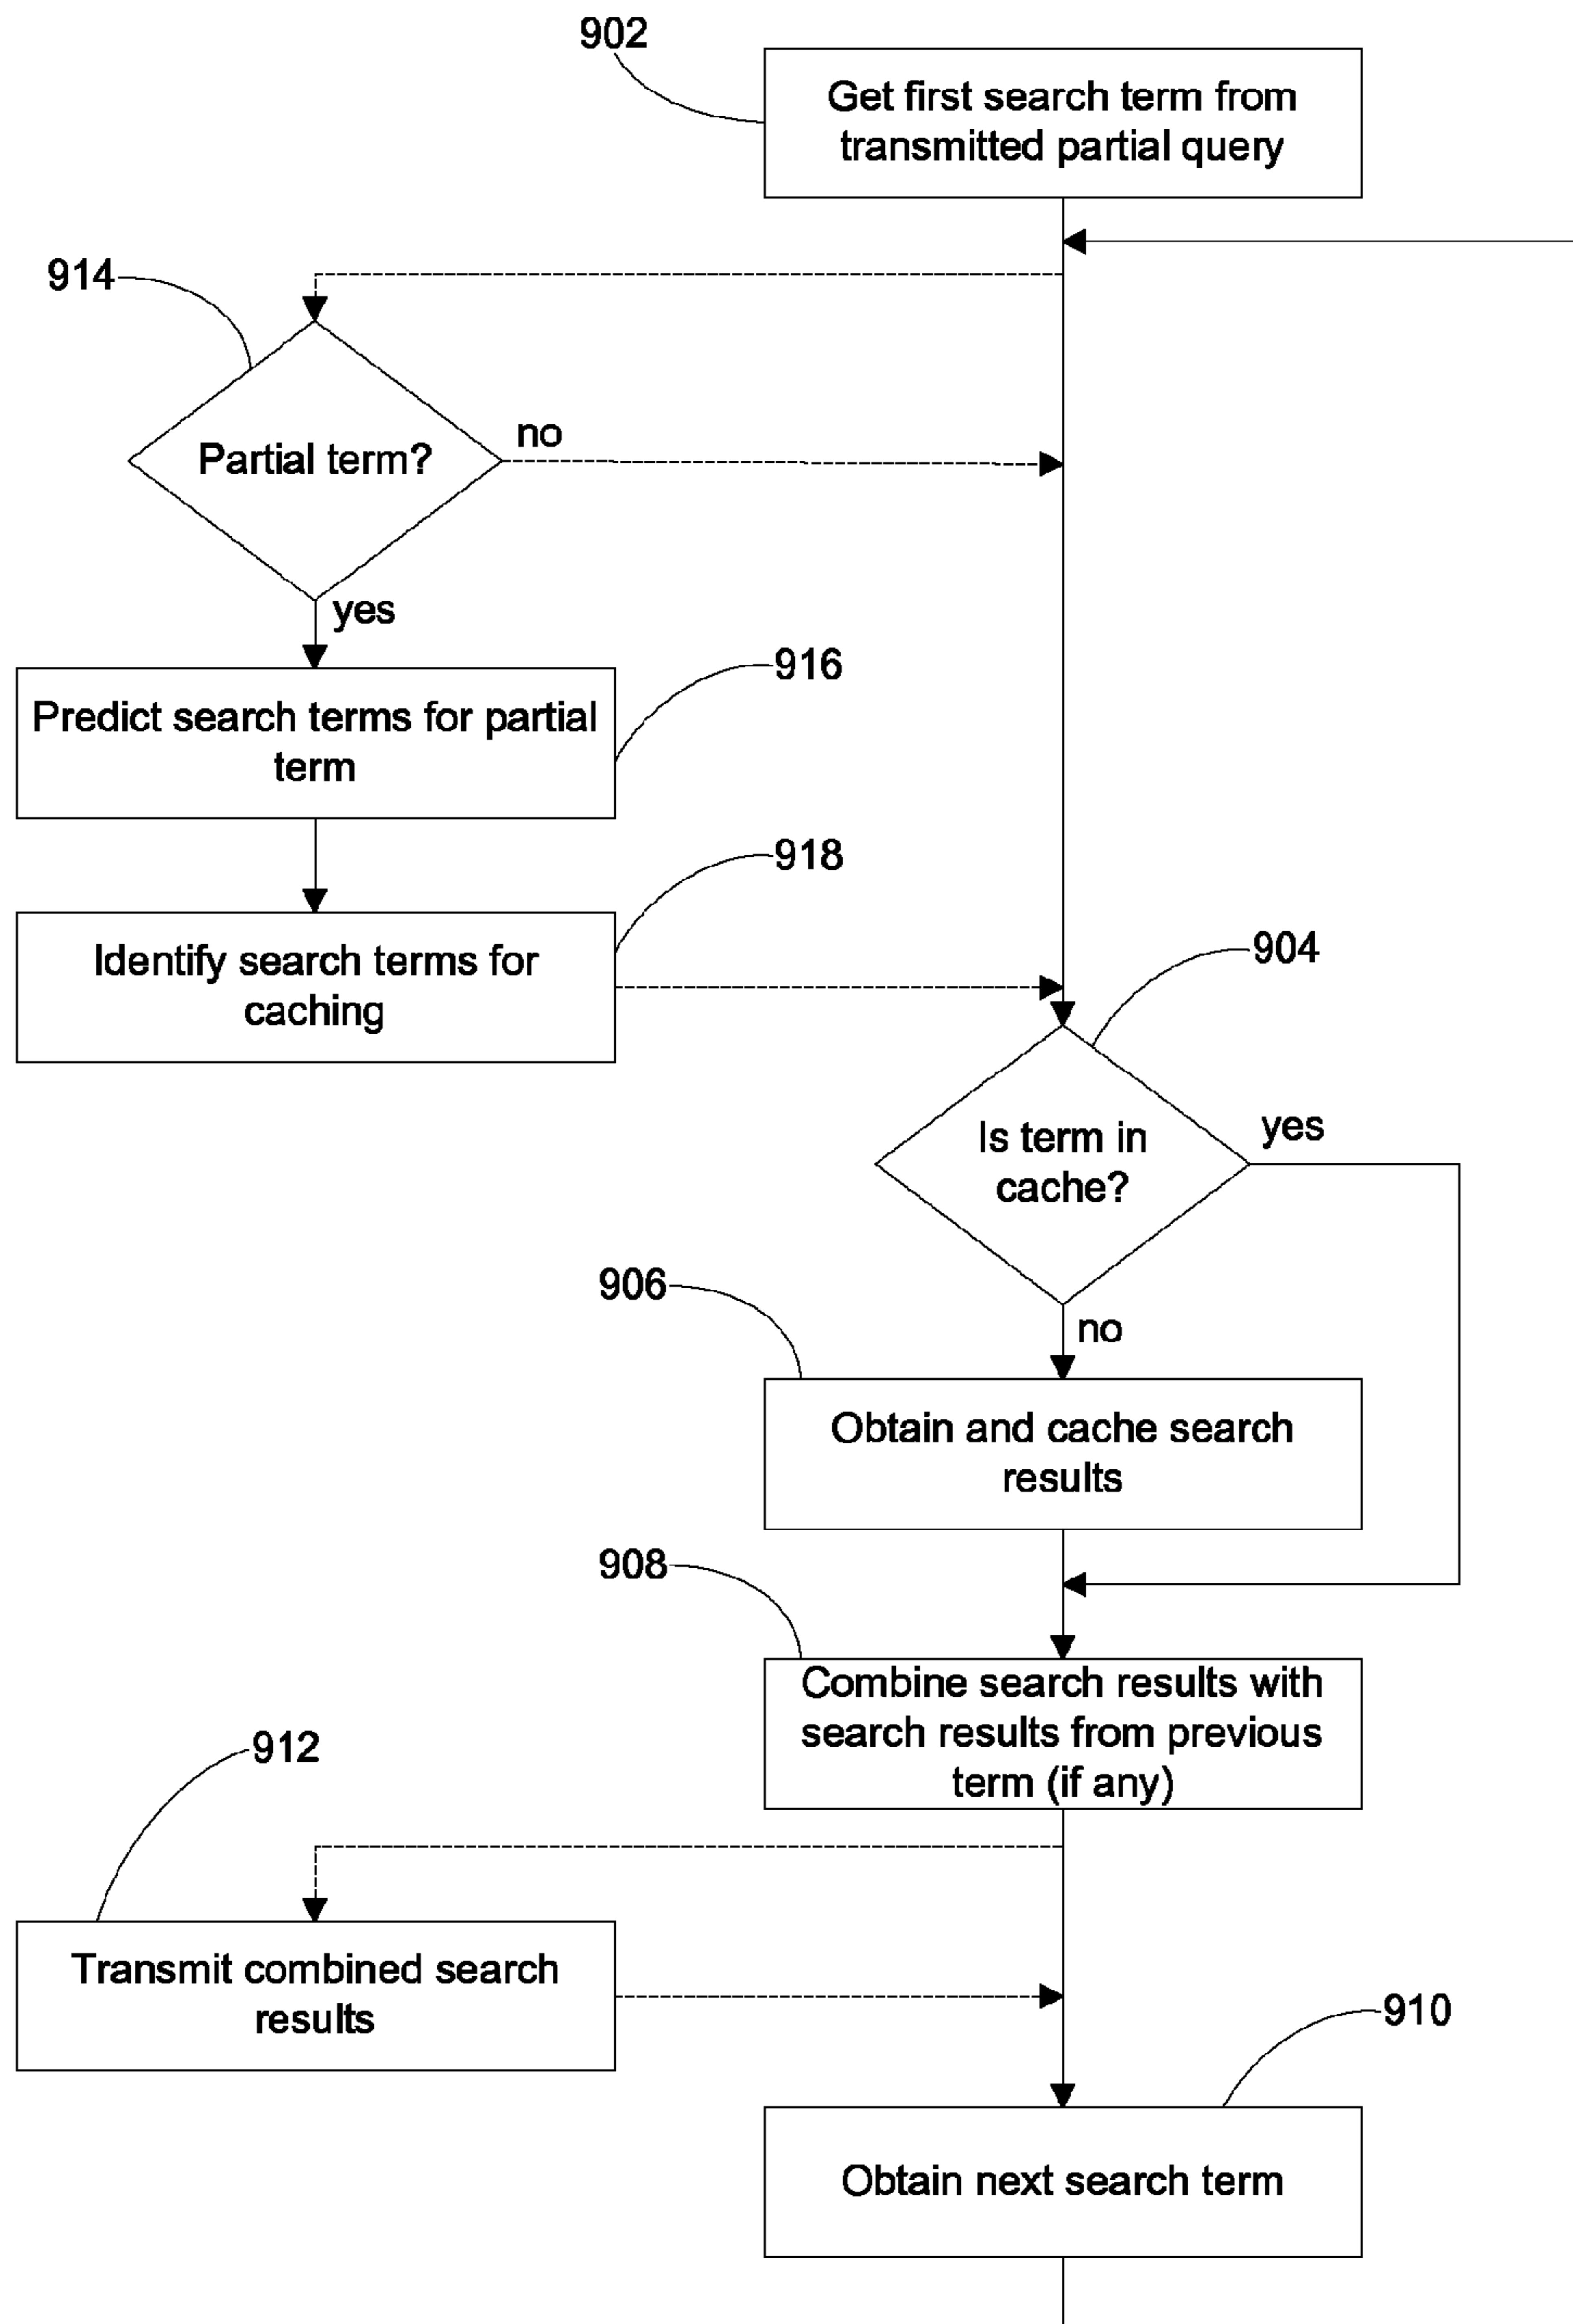 902
Get first search term from
transmitted partial query
914
Partial term?
no
yes
916
Predict search terms for partial
term
918
Identify search terms for
caching
904
Is term in
cache?
yes
906
no
Obtain and cache search
results
908
Combine search results with
search results from previous
term (if any)
912
Transmit combined search
results
910
Obtain next search term